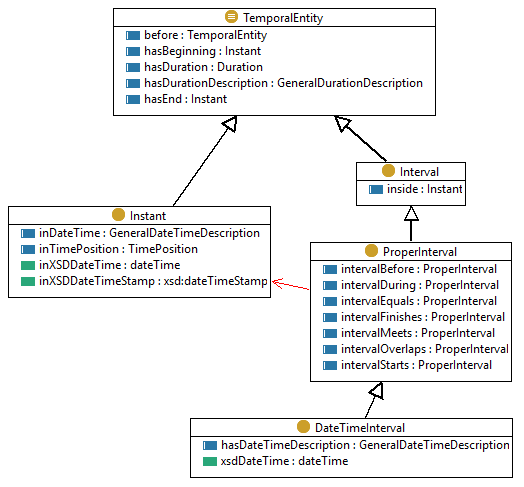 TemporalEntity
before : TemporalEntity
hasBeginning : Instant
hasDuration : Duration
hasDurationDescription : GeneralDurationDescription
hasEnd : Instant
Interval
inside : Instant
Instant
inDateTime : GeneralDateTimeDescription
inTimePosition : TimePosition
inXSDDateTime : dateTime
inXSDDateTimeStamp : xsd:dateTimeStamp
ProperInterval
intervalBefore : ProperInterval
intervalDuring : ProperInterval
intervalEquals : ProperInterval
intervalFinishes : ProperInterval
intervalMeets : ProperInterval
intervalOverlaps : ProperInterval
intervalStarts : ProperInterval
DateTimeInterval
hasDateTimeDescription : GeneralDateTimeDescription
xsdDateTime : dateTime